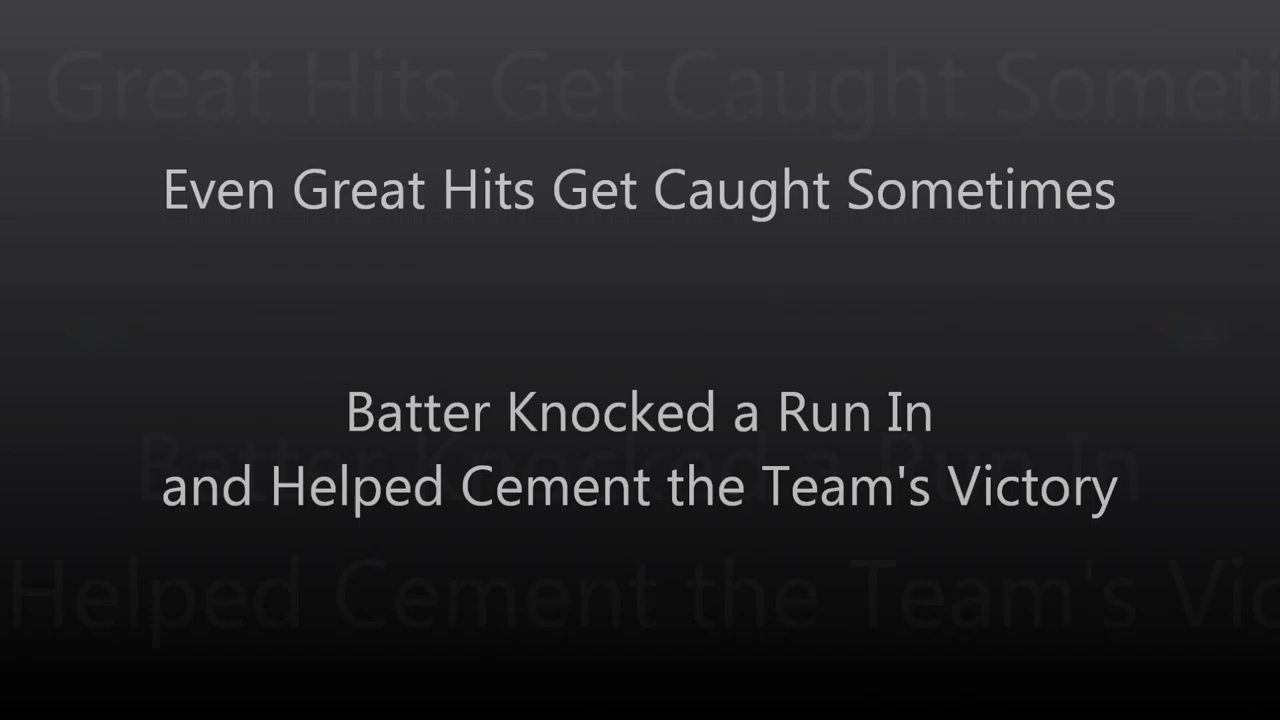 Even Great Hits Get Caught Sometimes
Batter Knocked a Run In
and Helped Cement the Team's Victory